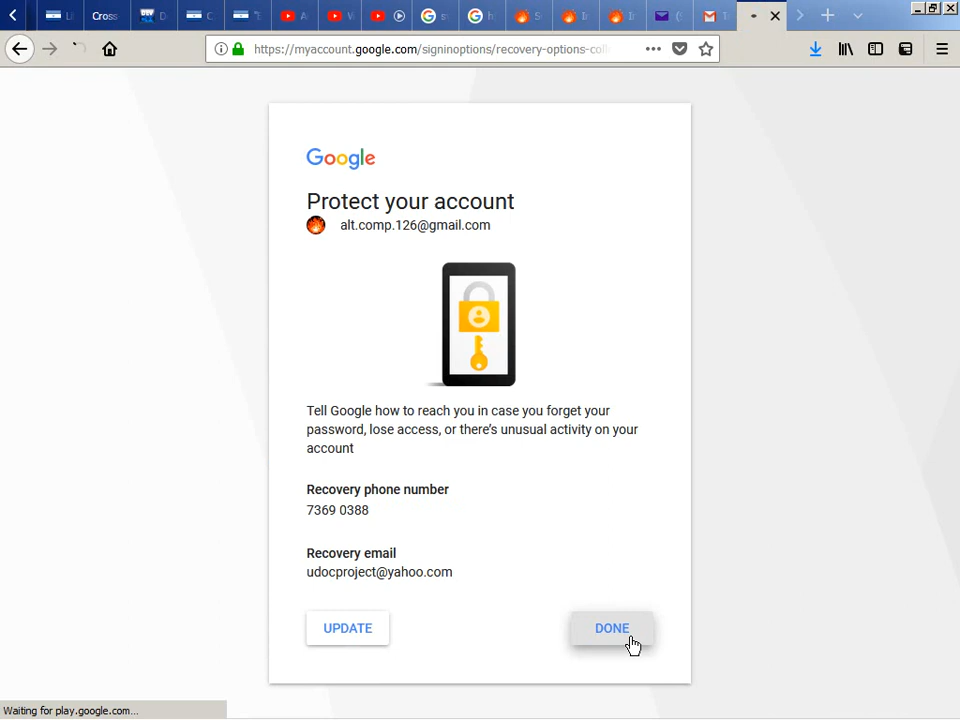 Cross
https://myaccount.google.com/signinoptions/recovery-options-coll
Google
Protect your account
alt.comp.126@gmail.com
Tell Google how to reach you in case you forget your
password, lose access, or there's unusual activity on your
account
Recovery phone number
7369 0388
Recovery email
udocproject@yahoo.com
UPDATE
DONE
Waiting for play.google.com...